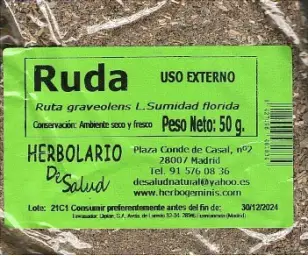 Ruda USO EXTERNO
Ruta graveolens L.Sumidad florida
Conservación: Ambiente seco y fresco Peso Neto: 50 g.
HERBOLARIO
De Salud
Plaza Conde de Casal, nº2
28007 Madrid
Tel. 91 576 08 36
desaludnatural@yahoo.es
www.herbogeminis.com
Lote: 21C1 Consumir preferentemente antes del fin de: 30/12/2024